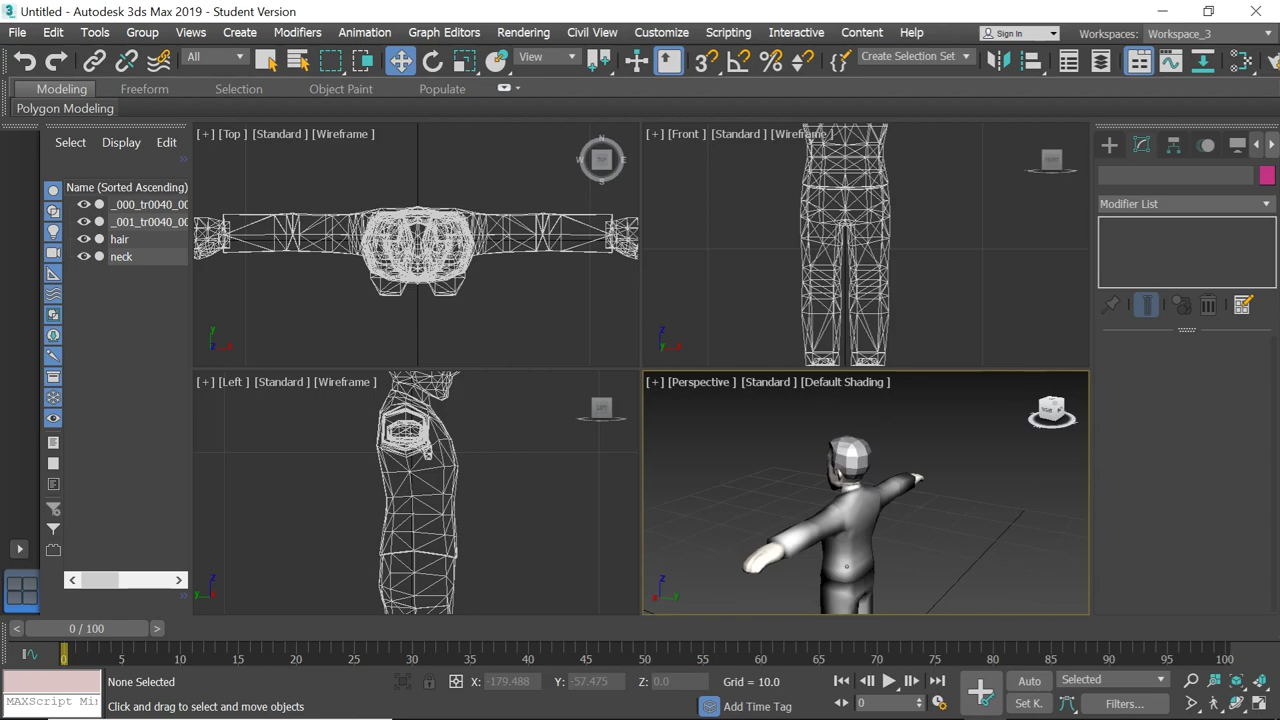 Untitled - Autodesk 3ds Max 2019 - Student Version
File Edit Tools Group Views Create Modifiers Animation Graph Editors Rendering Civil View Customize Scripting Interactive Content Help Sign In Workspaces: Workspace_3
All View Create Selection Set
Modeling Freeform Selection Object Paint Populate
Polygon Modeling
Select Display Edit
Name (Sorted Ascending)
_000_tr0040_00
_001_tr0040_00
hair
neck
[+] [Top] [Standard] [Wireframe]
N
W TOP E
S
y
z x
[+] [Front] [Standard] [Wireframe]
FRONT
z
y x
[+] [Left] [Standard] [Wireframe]
LEFT
z
y x
[+] [Perspective] [Standard] [Default Shading]
z
x y
Modifier List
0 / 100
0 5 10 15 20 25 30 35 40 45 50 55 60 65 70 75 80 85 90 95 100
None Selected X: -179.488 Y: -57.475 Z: 0.0 Grid = 10.0 Auto Selected
MAXScript Mi
Click and drag to select and move objects Add Time Tag 0 Set K. Filters...